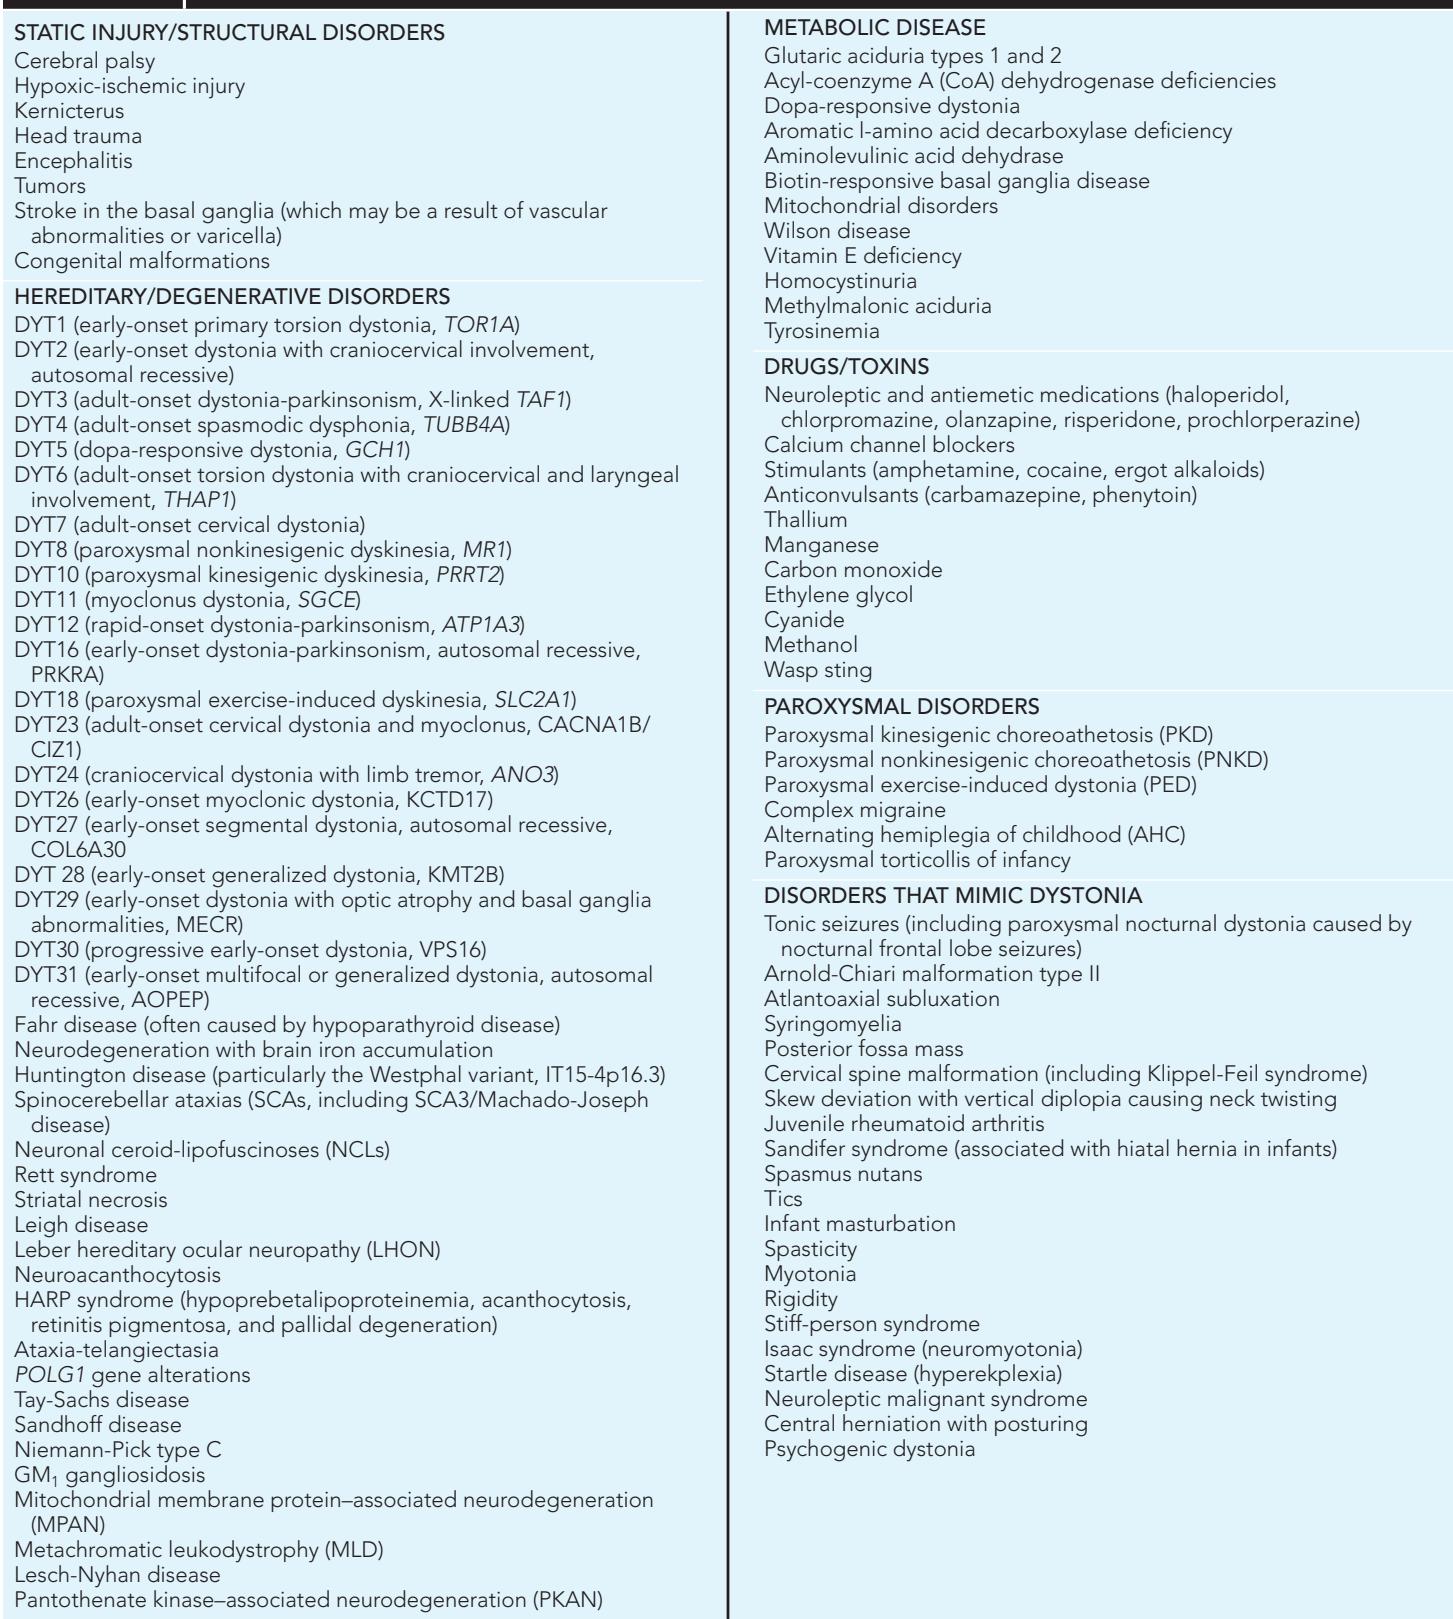 STATIC INJURY/STRUCTURAL DISORDERS
Cerebral palsy
Hypoxic-ischemic injury
Kernicterus
Head trauma
Encephalitis
Tumors
Stroke in the basal ganglia (which may be a result of vascular
abnormalities or varicella)
Congenital malformations
HEREDITARY/DEGENERATIVE DISORDERS
DYT1 (early-onset primary torsion dystonia, TOR1A)
DYT2 (early-onset dystonia with craniocervical involvement,
autosomal recessive)
DYT3 (adult-onset dystonia-parkinsonism, X-linked TAF1)
DYT4 (adult-onset spasmodic dysphonia, TUBB4A)
DYT5 (dopa-responsive dystonia, GCH1)
DYT6 (adult-onset torsion dystonia with craniocervical and laryngeal
involvement, THAP1)
DYT7 (adult-onset cervical dystonia)
DYT8 (paroxysmal nonkinesigenic dyskinesia, MR1)
DYT10 (paroxysmal kinesigenic dyskinesia, PRRT2)
DYT11 (myoclonus dystonia, SGCE)
DYT12 (rapid-onset dystonia-parkinsonism, ATP1A3)
DYT16 (early-onset dystonia-parkinsonism, autosomal recessive,
PRKRA)
DYT18 (paroxysmal exercise-induced dyskinesia, SLC2A1)
DYT23 (adult-onset cervical dystonia and myoclonus, CACNA1B/
CIZ1)
DYT24 (craniocervical dystonia with limb tremor, ANO3)
DYT26 (early-onset myoclonic dystonia, KCTD17)
DYT27 (early-onset segmental dystonia, autosomal recessive,
COL6A30
DYT 28 (early-onset generalized dystonia, KMT2B)
DYT29 (early-onset dystonia with optic atrophy and basal ganglia
abnormalities, MECR)
DYT30 (progressive early-onset dystonia, VPS16)
DYT31 (early-onset multifocal or generalized dystonia, autosomal
recessive, AOPEP)
Fahr disease (often caused by hypoparathyroid disease)
Neurodegeneration with brain iron accumulation
Huntington disease (particularly the Westphal variant, IT15-4p16.3)
Spinocerebellar ataxias (SCAs, including SCA3/Machado-Joseph
disease)
Neuronal ceroid-lipofuscinoses (NCLs)
Rett syndrome
Striatal necrosis
Leigh disease
Leber hereditary ocular neuropathy (LHON)
Neuroacanthocytosis
HARP syndrome (hypoprebetalipoproteinemia, acanthocytosis,
retinitis pigmentosa, and pallidal degeneration)
Ataxia-telangiectasia
POLG1 gene alterations
Tay-Sachs disease
Sandhoff disease
Niemann-Pick type C
GM₁ gangliosidosis
Mitochondrial membrane protein–associated neurodegeneration
(MPAN)
Metachromatic leukodystrophy (MLD)
Lesch-Nyhan disease
Pantothenate kinase–associated neurodegeneration (PKAN)
METABOLIC DISEASE
Glutaric aciduria types 1 and 2
Acyl-coenzyme A (CoA) dehydrogenase deficiencies
Dopa-responsive dystonia
Aromatic l-amino acid decarboxylase deficiency
Aminolevulinic acid dehydrase
Biotin-responsive basal ganglia disease
Mitochondrial disorders
Wilson disease
Vitamin E deficiency
Homocystinuria
Methylmalonic aciduria
Tyrosinemia
DRUGS/TOXINS
Neuroleptic and antiemetic medications (haloperidol,
chlorpromazine, olanzapine, risperidone, prochlorperazine)
Calcium channel blockers
Stimulants (amphetamine, cocaine, ergot alkaloids)
Anticonvulsants (carbamazepine, phenytoin)
Thallium
Manganese
Carbon monoxide
Ethylene glycol
Cyanide
Methanol
Wasp sting
PAROXYSMAL DISORDERS
Paroxysmal kinesigenic choreoathetosis (PKD)
Paroxysmal nonkinesigenic choreoathetosis (PNKD)
Paroxysmal exercise-induced dystonia (PED)
Complex migraine
Alternating hemiplegia of childhood (AHC)
Paroxysmal torticollis of infancy
DISORDERS THAT MIMIC DYSTONIA
Tonic seizures (including paroxysmal nocturnal dystonia caused by
nocturnal frontal lobe seizures)
Arnold-Chiari malformation type II
Atlantoaxial subluxation
Syringomyelia
Posterior fossa mass
Cervical spine malformation (including Klippel-Feil syndrome)
Skew deviation with vertical diplopia causing neck twisting
Juvenile rheumatoid arthritis
Sandifer syndrome (associated with hiatal hernia in infants)
Spasmus nutans
Tics
Infant masturbation
Spasticity
Myotonia
Rigidity
Stiff-person syndrome
Isaac syndrome (neuromyotonia)
Startle disease (hyperekplexia)
Neuroleptic malignant syndrome
Central herniation with posturing
Psychogenic dystonia